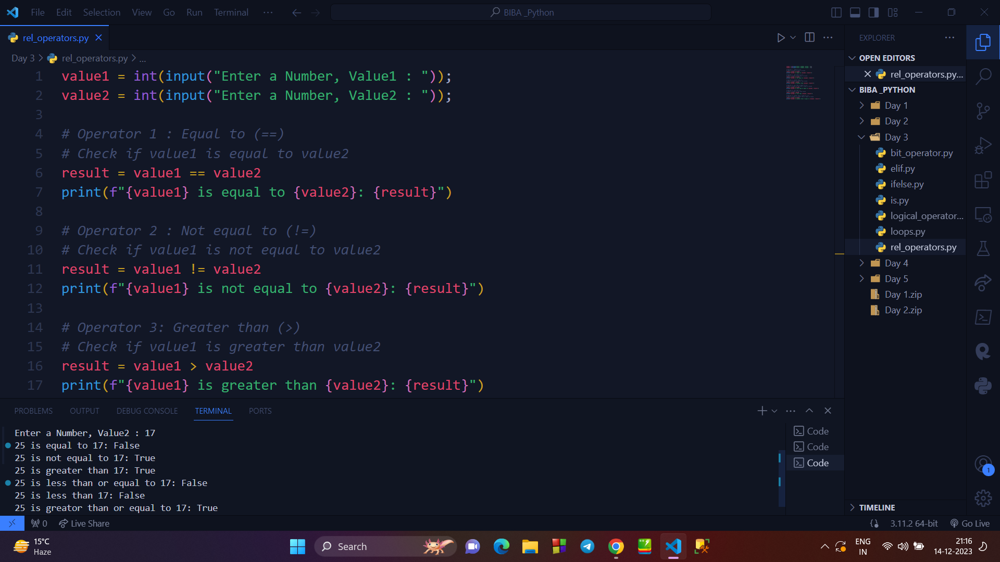 File Edit Selection View Go Run Terminal ...
BIBA _Python
rel_operators.py
Day 3 > rel_operators.py > ...
1 value1 = int(input("Enter a Number, Value1 : "));
2 value2 = int(input("Enter a Number, Value2 : "));
3
4 # Operator 1 : Equal to (==)
5 # Check if value1 is equal to value2
6 result = value1 == value2
7 print(f"{value1} is equal to {value2}: {result}")
8
9 # Operator 2 : Not equal to (!=)
10 # Check if value1 is not equal to value2
11 result = value1 != value2
12 print(f"{value1} is not equal to {value2}: {result}")
13
14 # Operator 3: Greater than (>)
15 # Check if value1 is greater than value2
16 result = value1 > value2
17 print(f"{value1} is greater than {value2}: {result}")
PROBLEMS OUTPUT DEBUG CONSOLE TERMINAL PORTS
Enter a Number, Value2 : 17
25 is equal to 17: False
25 is not equal to 17: True
25 is greater than 17: True
25 is less than or equal to 17: False
25 is less than 17: False
25 is greator than or equal to 17: True
Code
Code
Code
EXPLORER
OPEN EDITORS
rel_operators.py...
BIBA _PYTHON
Day 1
Day 2
Day 3
bit_operator.py
elif.py
ifelse.py
is.py
logical_operator...
loops.py
rel_operators.py
Day 4
Day 5
Day 1.zip
Day 2.zip
TIMELINE
1
0 Live Share
3.11.2 64-bit Go Live
15°C
Haze
Search
ENG
IN
21:16
14-12-2023